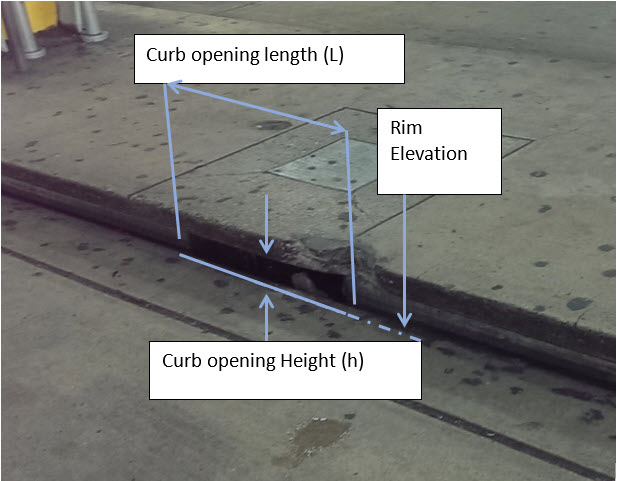 Curb opening length (L)
Rim
Elevation
Curb opening Height (h)